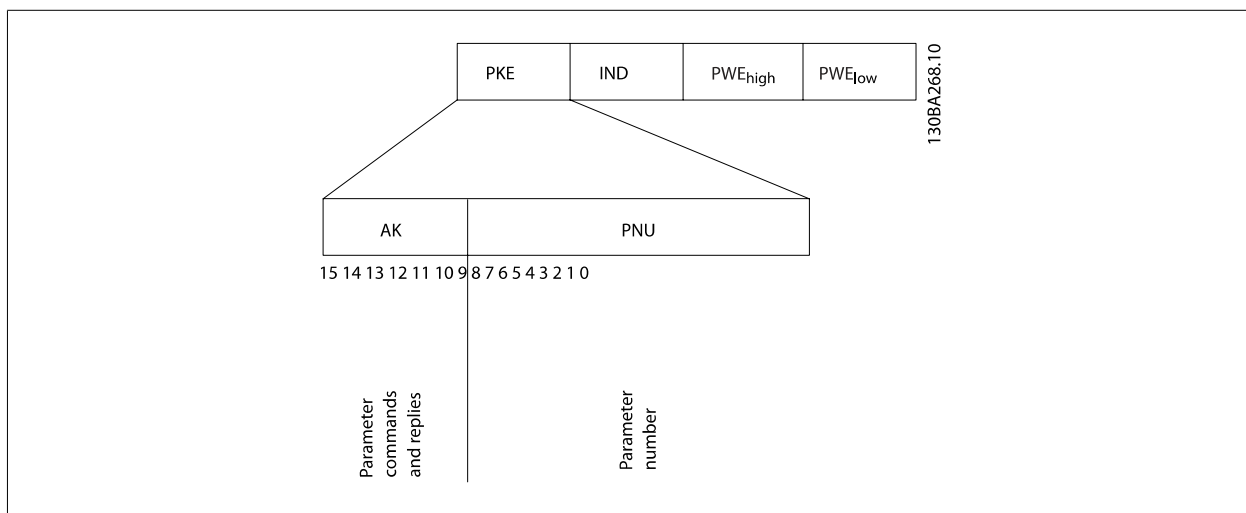 PKE IND PWEhigh PWElow
130BA268.10
AK PNU
15 14 13 12 11 10 9 8 7 6 5 4 3 2 1 0
Parameter
commands
and replies
Parameter
number